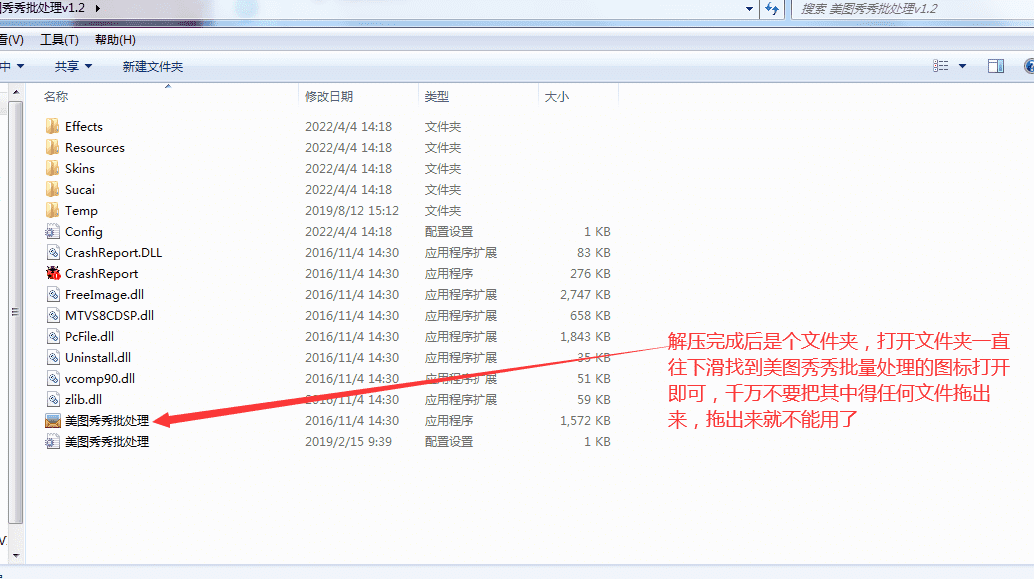 秀秀批处理v1.2
搜索 美图秀秀批处理v1.2
看(V) 工具(T) 帮助(H)
中 共享 新建文件夹
名称 修改日期 类型 大小
Effects 2022/4/4 14:18 文件夹
Resources 2022/4/4 14:18 文件夹
Skins 2022/4/4 14:18 文件夹
Sucai 2022/4/4 14:18 文件夹
Temp 2019/8/12 15:12 文件夹
Config 2022/4/4 14:18 配置设置 1 KB
CrashReport.DLL 2016/11/4 14:30 应用程序扩展 83 KB
CrashReport 2016/11/4 14:30 应用程序 276 KB
FreeImage.dll 2016/11/4 14:30 应用程序扩展 2,747 KB
MTVS8CDSP.dll 2016/11/4 14:30 应用程序扩展 658 KB
PcFile.dll 2016/11/4 14:30 应用程序扩展 1,843 KB
Uninstall.dll 2016/11/4 14:30 应用程序扩展 35 KB
vcomp90.dll 2016/11/4 14:30 应用程序扩展 51 KB
zlib.dll 2016/11/4 14:30 应用程序扩展 59 KB
美图秀秀批处理 2016/11/4 14:30 应用程序 1,572 KB
美图秀秀批处理 2019/2/15 9:39 配置设置 1 KB
解压完成后是个文件夹，打开文件夹一直
往下滑找到美图秀秀批量处理的图标打开
即可，千万不要把其中得任何文件拖出
来，拖出来就不能用了